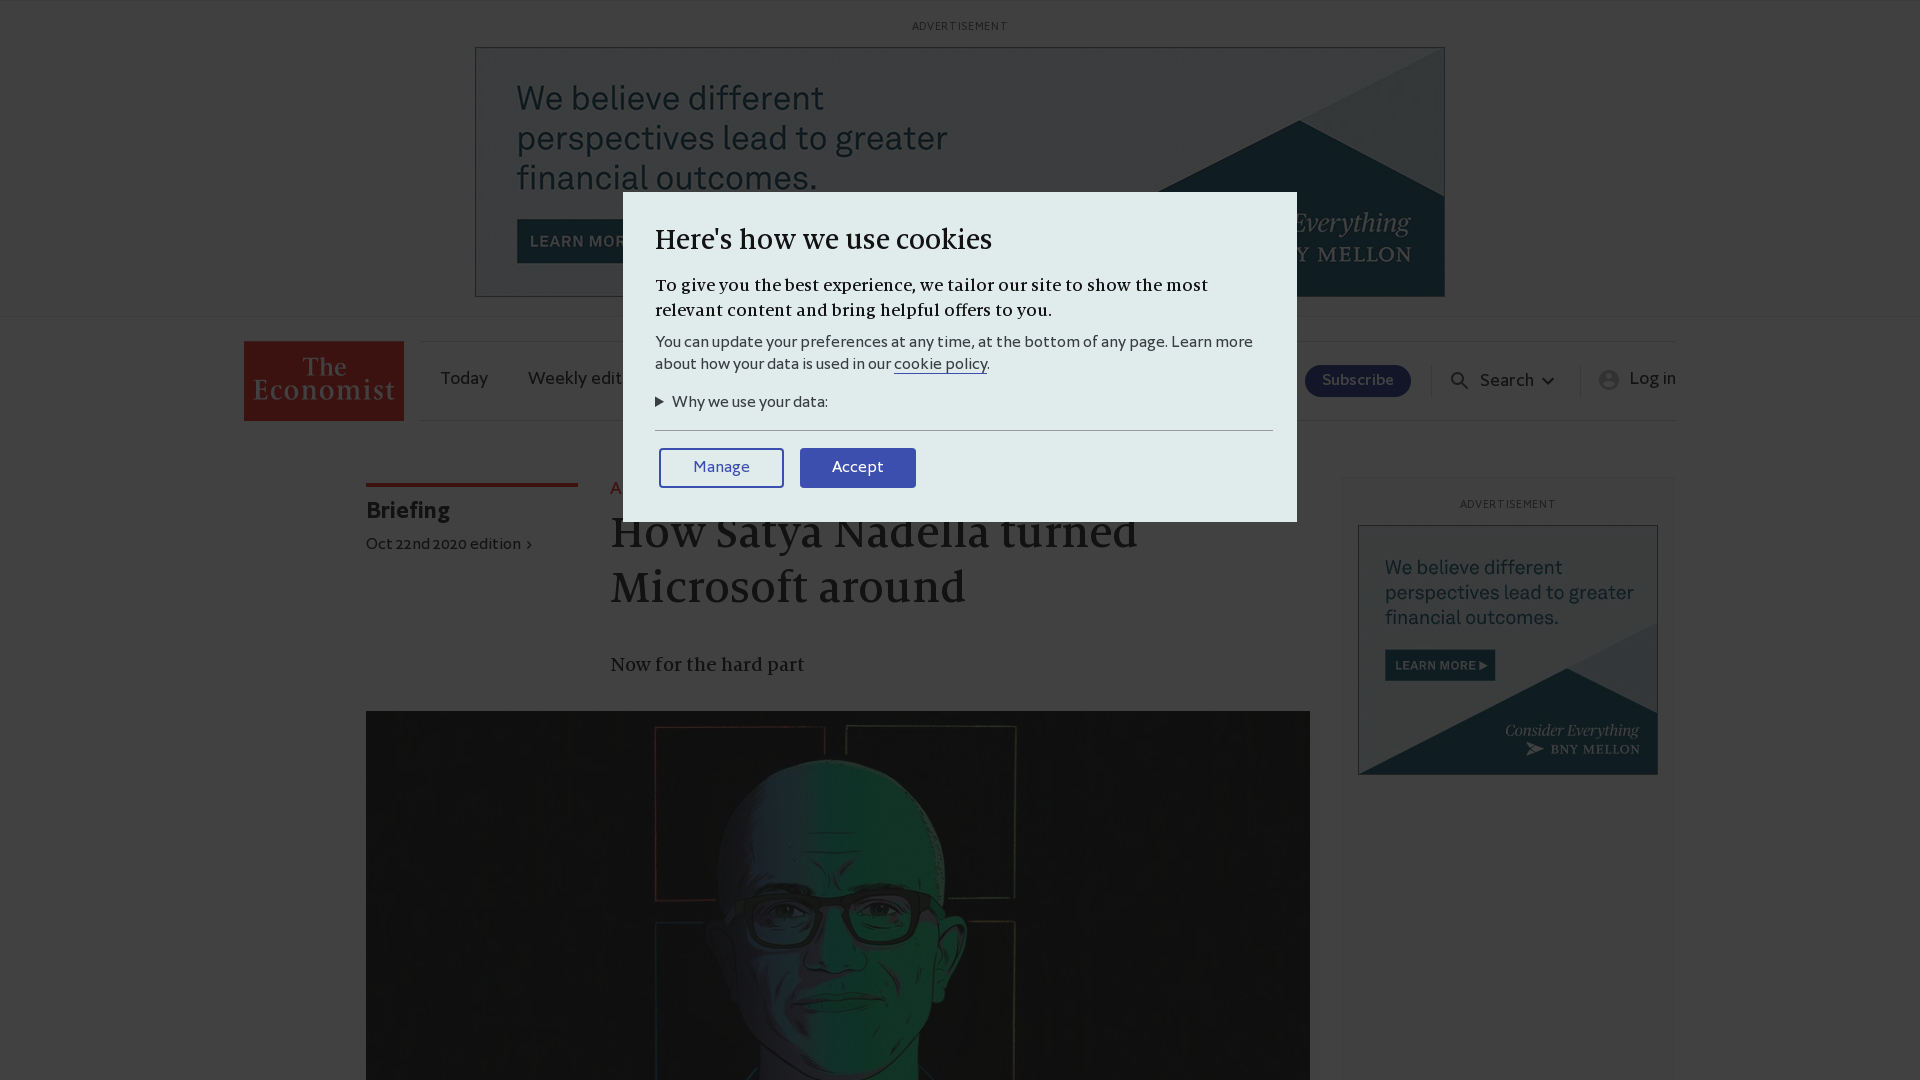 ADVERTISEMENT
We believe different
perspectives lead to greater
financial outcomes.
LEARN MOR
Everything
Y MELLON
Here's how we use cookies
To give you the best experience, we tailor our site to show the most
relevant content and bring helpful offers to you.
You can update your preferences at any time, at the bottom of any page. Learn more
about how your data is used in our cookie policy.
Why we use your data:
Manage
Accept
The
Economist
Today
Weekly edit
Subscribe
Search
Log in
Briefing
Oct 22nd 2020 edition
A
How Satya Nadella turned
Microsoft around
Now for the hard part
ADVERTISEMENT
We believe different
perspectives lead to greater
financial outcomes.
LEARN MORE
Consider Everything
BNY MELLON